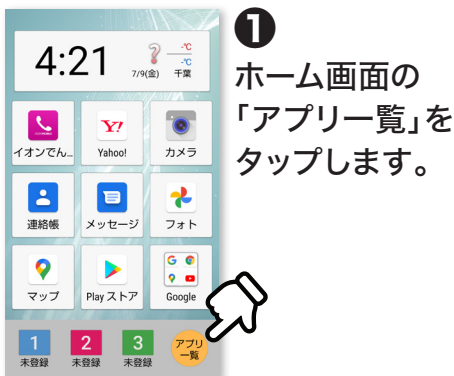 ❶
ホーム画面の
「アプリ一覧」を
タップします。
4:21
-℃
-℃
7/9(金) 千葉
Y!
イオンでん… Yahoo! カメラ
連絡帳 メッセージ フォト
G
マップ Play ストア Google
1 2 3 アプリ一覧
未登録 未登録 未登録